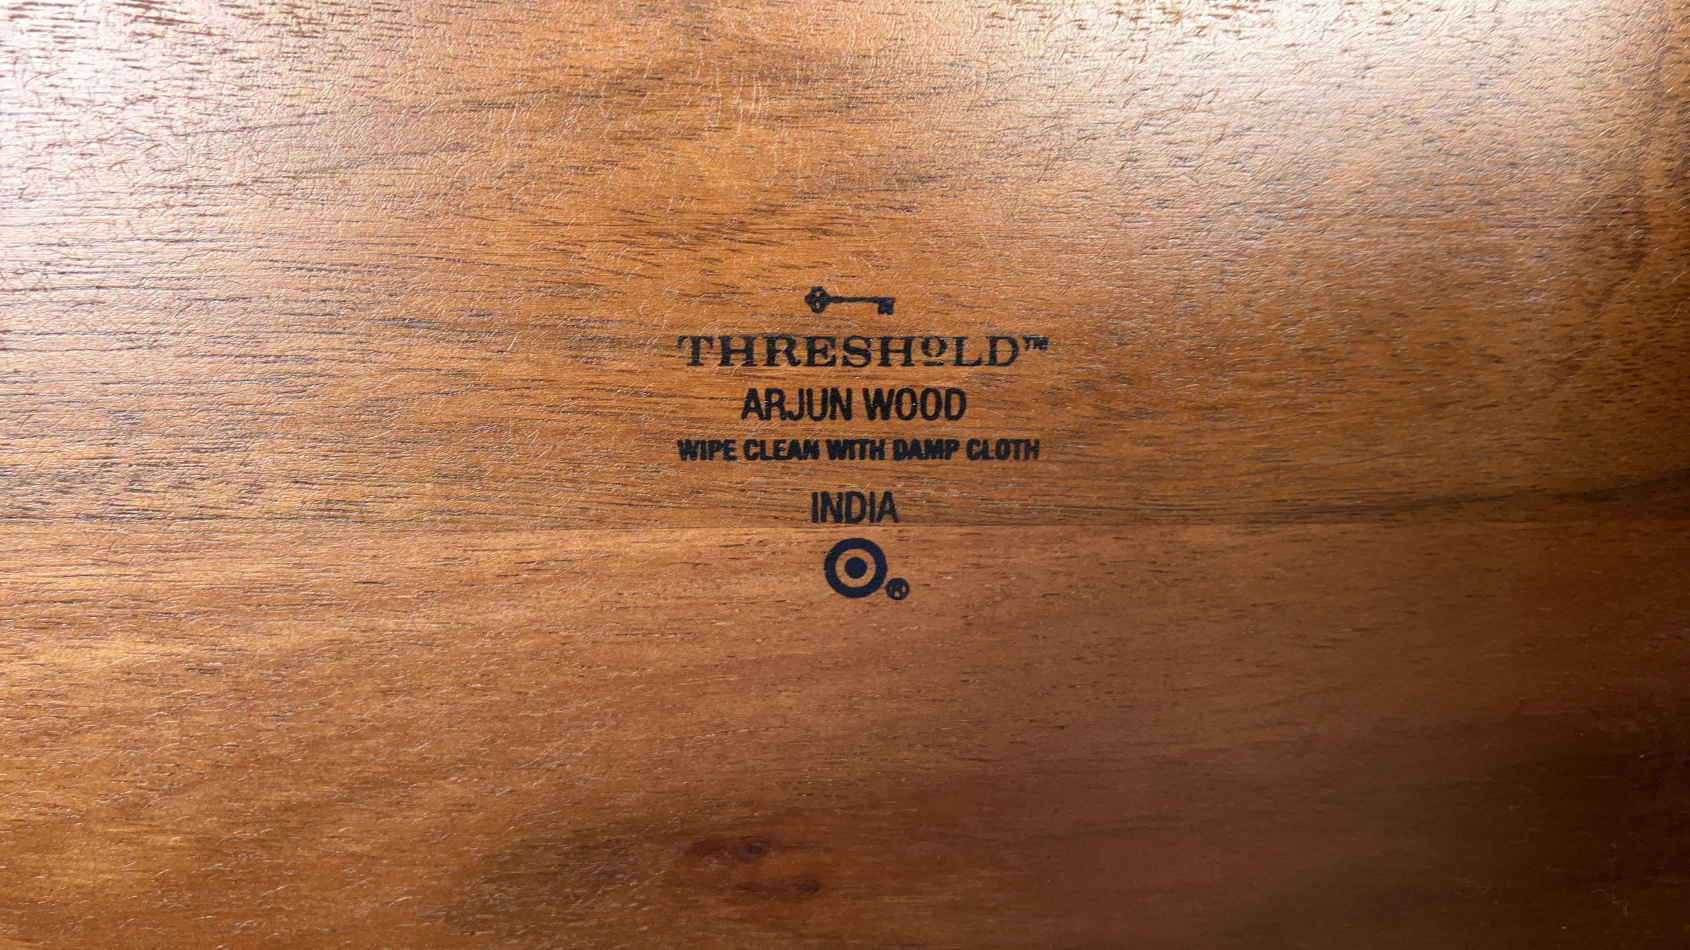 THRESHOLD™
ARJUN WOOD
WIPE CLEAN WITH DAMP CLOTH
INDIA
®